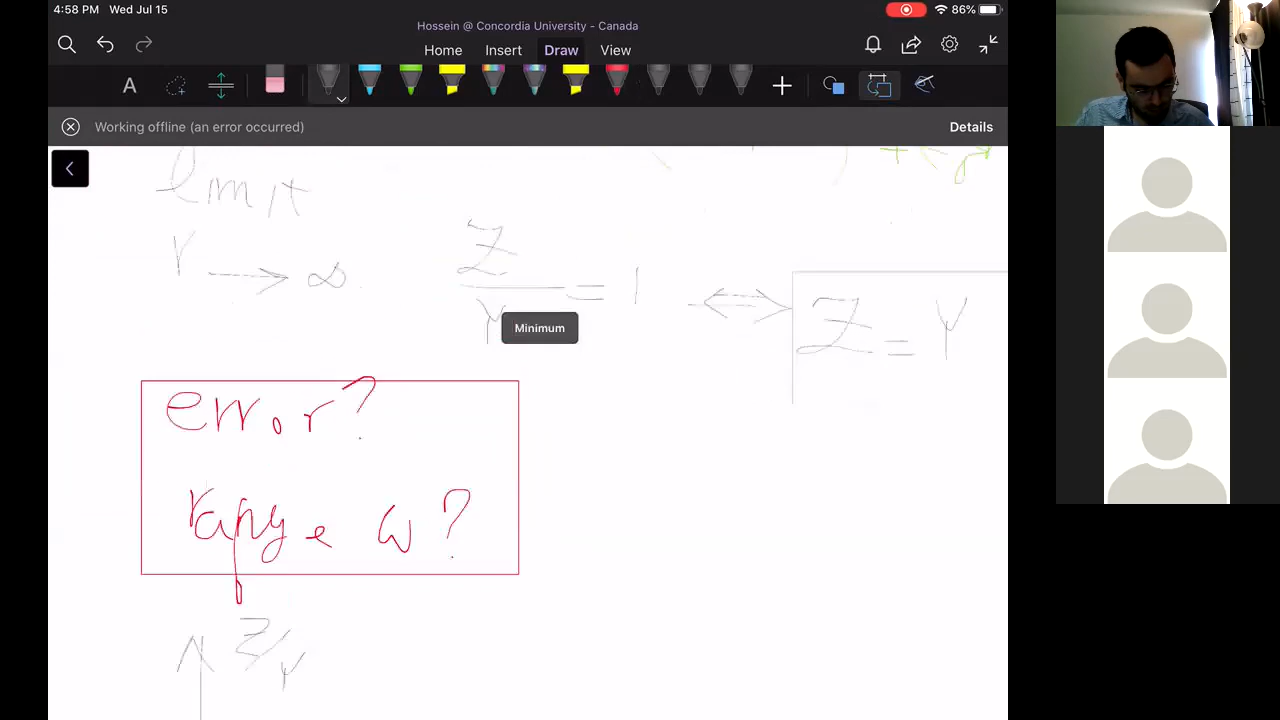 4:58 PM Wed Jul 15
86%
Hossein @ Concordia University - Canada
Home Insert Draw View
A
Working offline (an error occurred)
Details
limit
r → ∞
Z/Y = 1 ⟺ Z = Y
Minimum
error?
range ω?
Z/Y